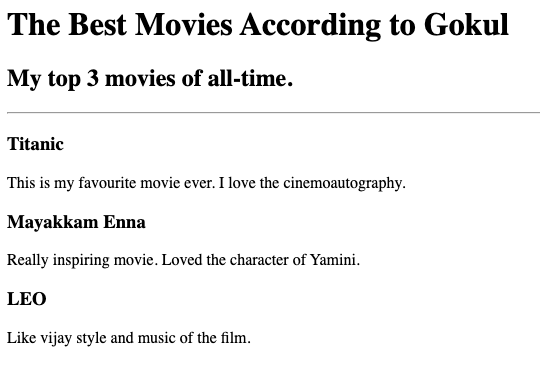 The Best Movies According to Gokul
My top 3 movies of all-time.
Titanic
This is my favourite movie ever. I love the cinemoautography.
Mayakkam Enna
Really inspiring movie. Loved the character of Yamini.
LEO
Like vijay style and music of the film.